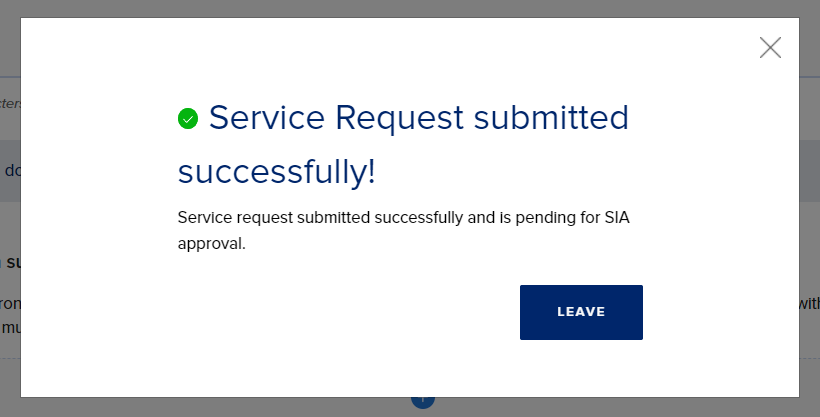 Service Request submitted
successfully!
Service request submitted successfully and is pending for SIA
approval.
LEAVE